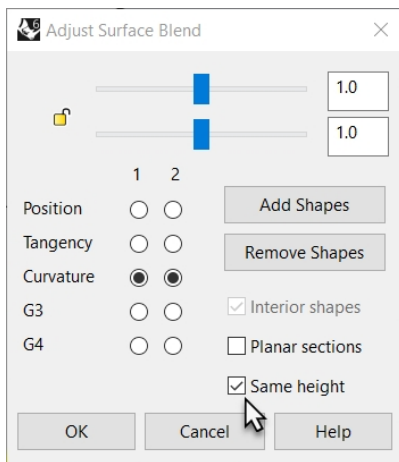 Adjust Surface Blend
1.0
1.0
1 2
Position
Add Shapes
Tangency
Remove Shapes
Curvature
G3
Interior shapes
G4
Planar sections
Same height
OK Cancel Help